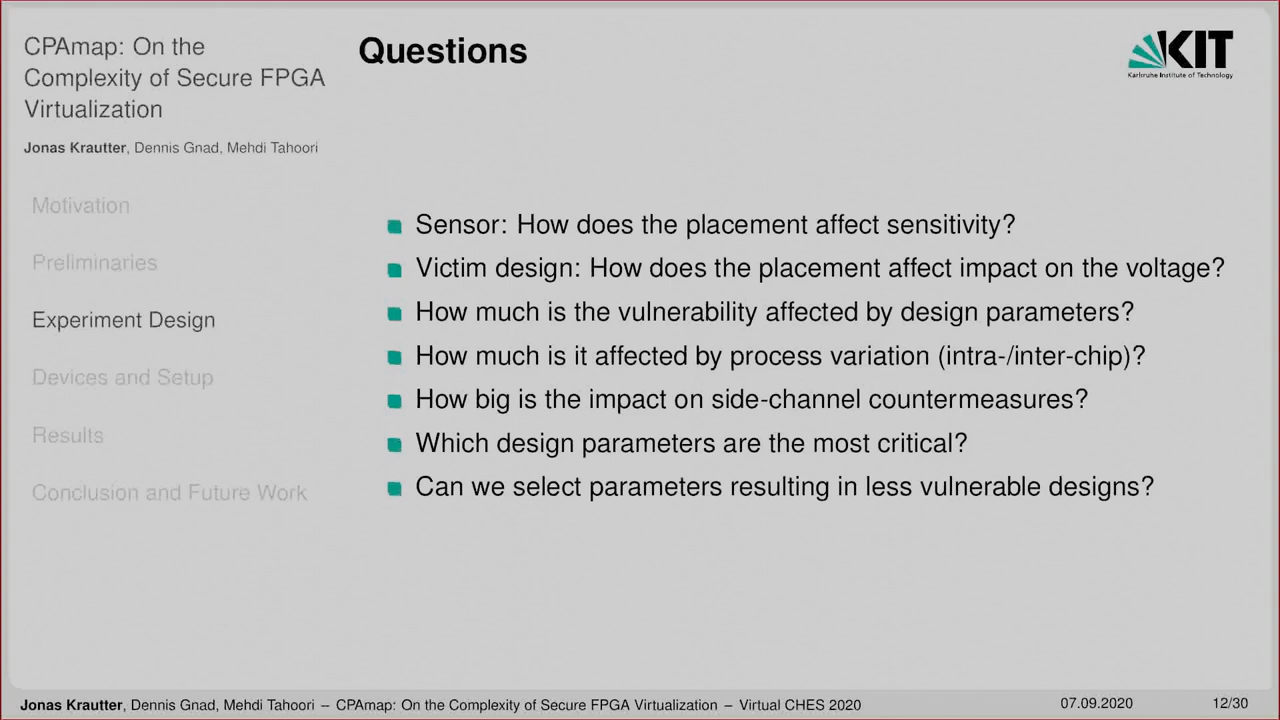 CPAmap: On the
Complexity of Secure FPGA
Virtualization
Jonas Krautter, Dennis Gnad, Mehdi Tahoori
Motivation
Preliminaries
Experiment Design
Devices and Setup
Results
Conclusion and Future Work
Questions
KIT
Karlsruhe Institute of Technology
Sensor: How does the placement affect sensitivity?
Victim design: How does the placement affect impact on the voltage?
How much is the vulnerability affected by design parameters?
How much is it affected by process variation (intra-/inter-chip)?
How big is the impact on side-channel countermeasures?
Which design parameters are the most critical?
Can we select parameters resulting in less vulnerable designs?
Jonas Krautter, Dennis Gnad, Mehdi Tahoori – CPAmap: On the Complexity of Secure FPGA Virtualization – Virtual CHES 2020
07.09.2020
12/30